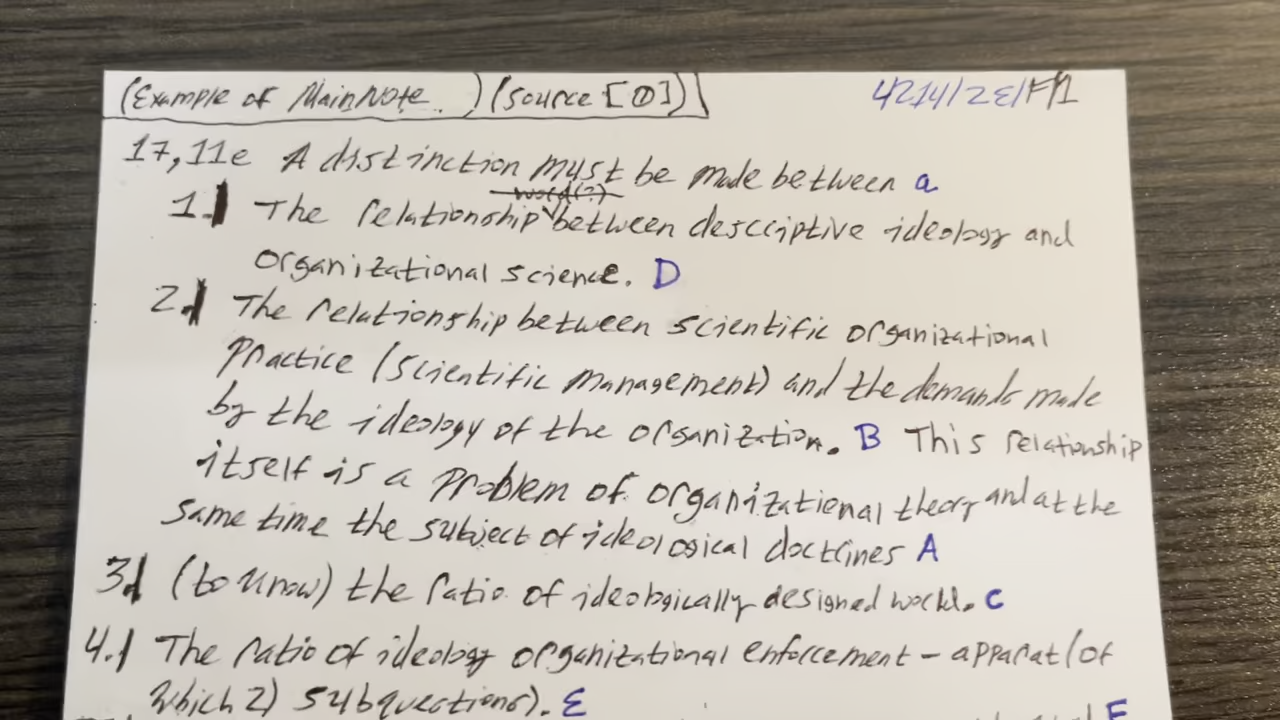 (Example of MainNote.) (source [①]) 4214/2E/F/1
17,11e A distinction must be made between a
word(?)
1. The relationship between descriptive ideology and
organizational science. D
2. The relationship between scientific organizational
practice (scientific management) and the demands made
by the ideology of the organization. B This relationship
itself is a problem of organizational theory and at the
same time the subject of ideological doctrines A
3. (to know) the ratio of ideologically designed world. C
4. The ratio of ideology organizational enforcement - apparat (of
which 2) subquestions). E
F